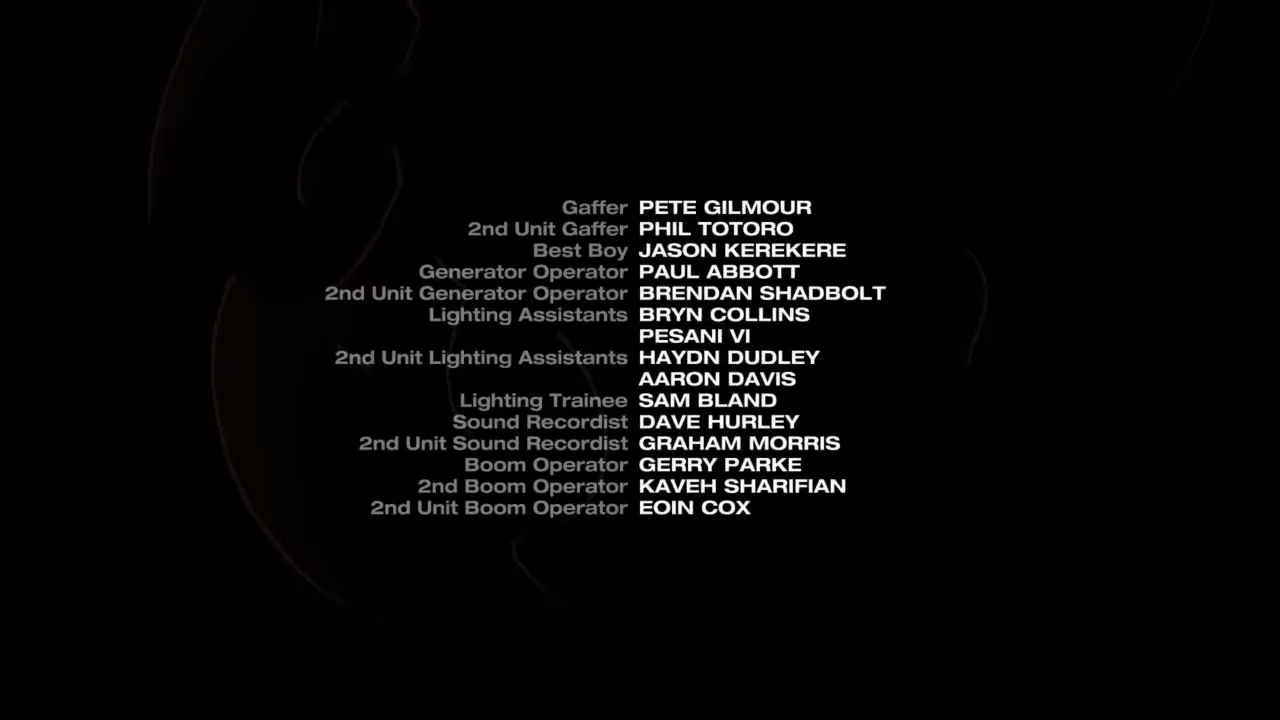 Gaffer PETE GILMOUR
2nd Unit Gaffer PHIL TOTORO
Best Boy JASON KEREKERE
Generator Operator PAUL ABBOTT
2nd Unit Generator Operator BRENDAN SHADBOLT
Lighting Assistants BRYN COLLINS
PESANI VI
2nd Unit Lighting Assistants HAYDN DUDLEY
AARON DAVIS
Lighting Trainee SAM BLAND
Sound Recordist DAVE HURLEY
2nd Unit Sound Recordist GRAHAM MORRIS
Boom Operator GERRY PARKE
2nd Boom Operator KAVEH SHARIFIAN
2nd Unit Boom Operator EOIN COX